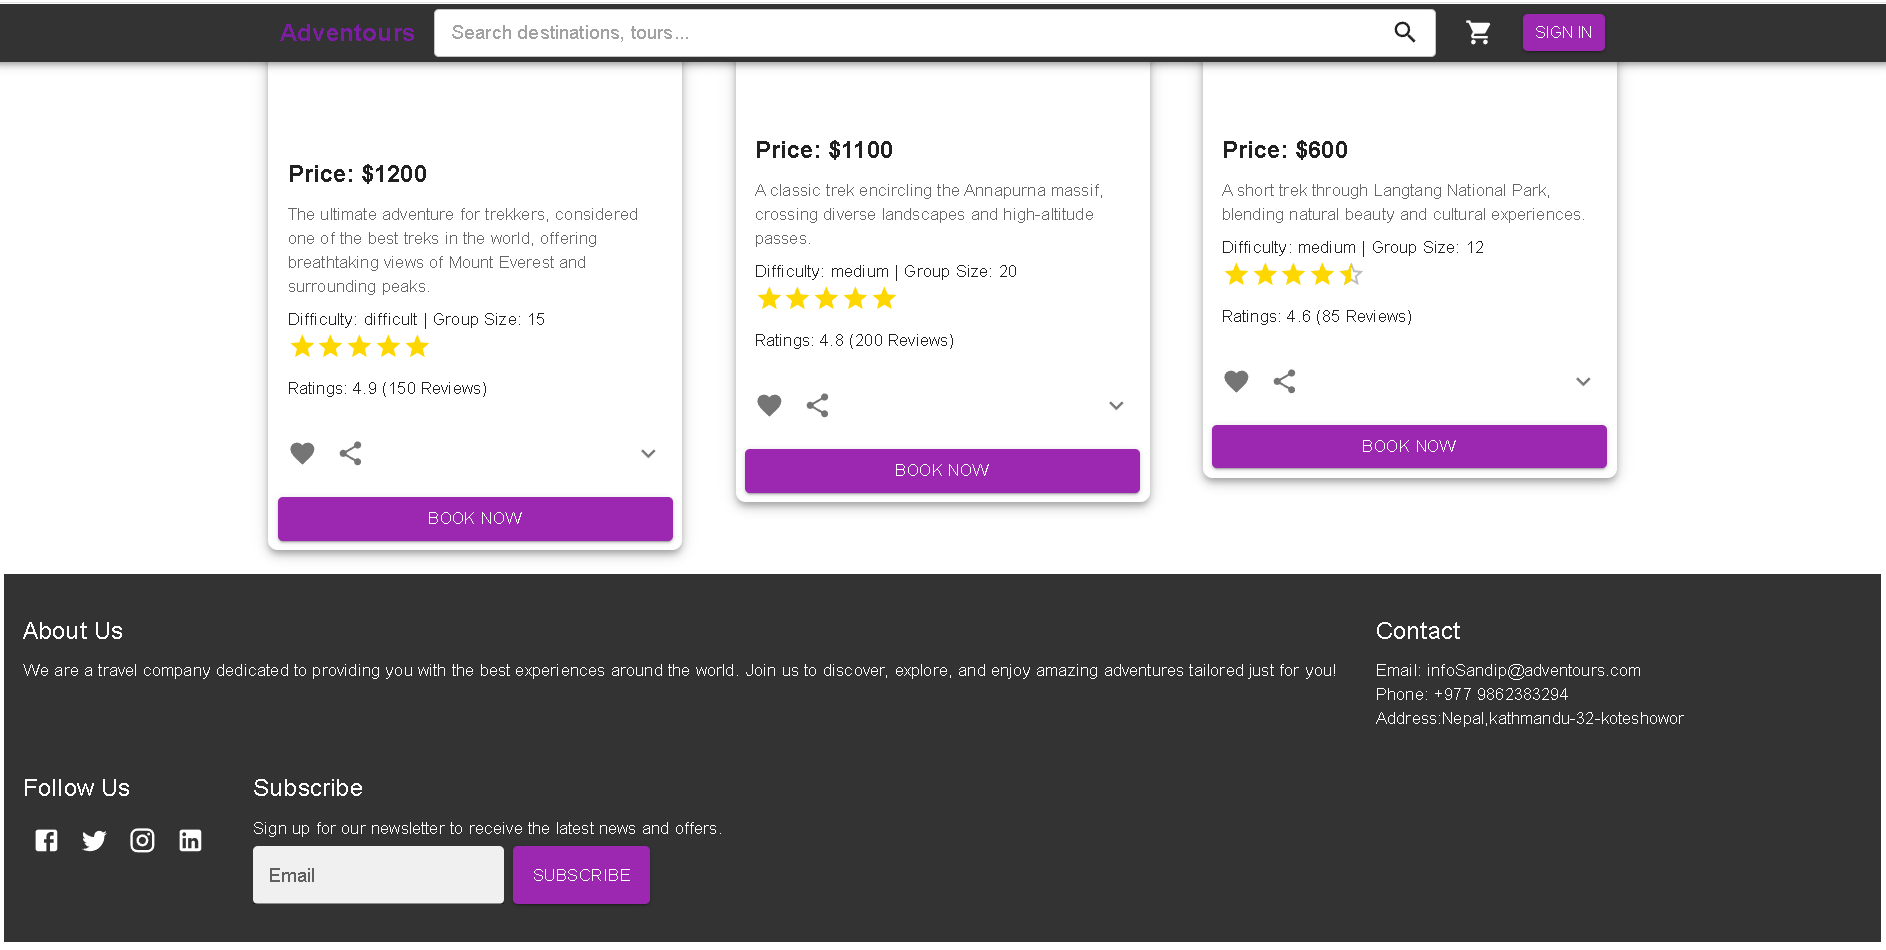 Adventours
Search destinations, tours...
SIGN IN
Price: $1200
The ultimate adventure for trekkers, considered
one of the best treks in the world, offering
breathtaking views of Mount Everest and
surrounding peaks.
Difficulty: difficult | Group Size: 15
Ratings: 4.9 (150 Reviews)
BOOK NOW
Price: $1100
A classic trek encircling the Annapurna massif,
crossing diverse landscapes and high-altitude
passes.
Difficulty: medium | Group Size: 20
Ratings: 4.8 (200 Reviews)
BOOK NOW
Price: $600
A short trek through Langtang National Park,
blending natural beauty and cultural experiences.
Difficulty: medium | Group Size: 12
Ratings: 4.6 (85 Reviews)
BOOK NOW
About Us
We are a travel company dedicated to providing you with the best experiences around the world. Join us to discover, explore, and enjoy amazing adventures tailored just for you!
Contact
Email: infoSandip@adventours.com
Phone: +977 9862383294
Address:Nepal,kathmandu-32-koteshowor
Follow Us
Subscribe
Sign up for our newsletter to receive the latest news and offers.
Email
SUBSCRIBE